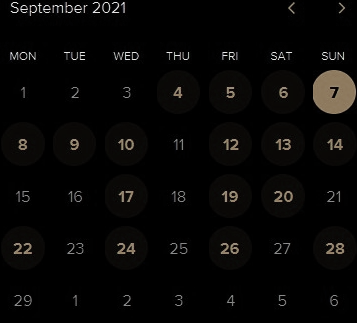 September 2021
MON TUE WED THU FRI SAT SUN
1 2 3 4 5 6 7
8 9 10 11 12 13 14
15 16 17 18 19 20 21
22 23 24 25 26 27 28
29 1 2 3 4 5 6